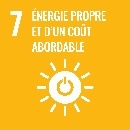 7 ÉNERGIE PROPRE
ET D'UN COÛT
ABORDABLE